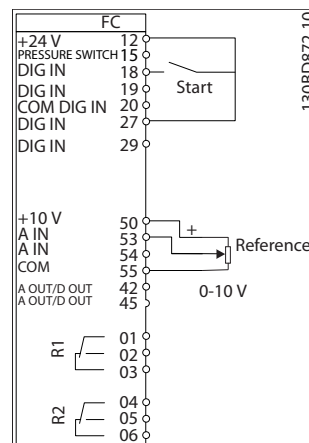 FC
+24 V 12
PRESSURE SWITCH 15
DIG IN 18
DIG IN 19
COM DIG IN 20
DIG IN 27
DIG IN 29
Start
+10 V 50
A IN 53
A IN 54
COM 55
A OUT/D OUT 42
A OUT/D OUT 45
+
Reference
0-10 V
R1
01
02
03
R2
04
05
06
130BD872.10